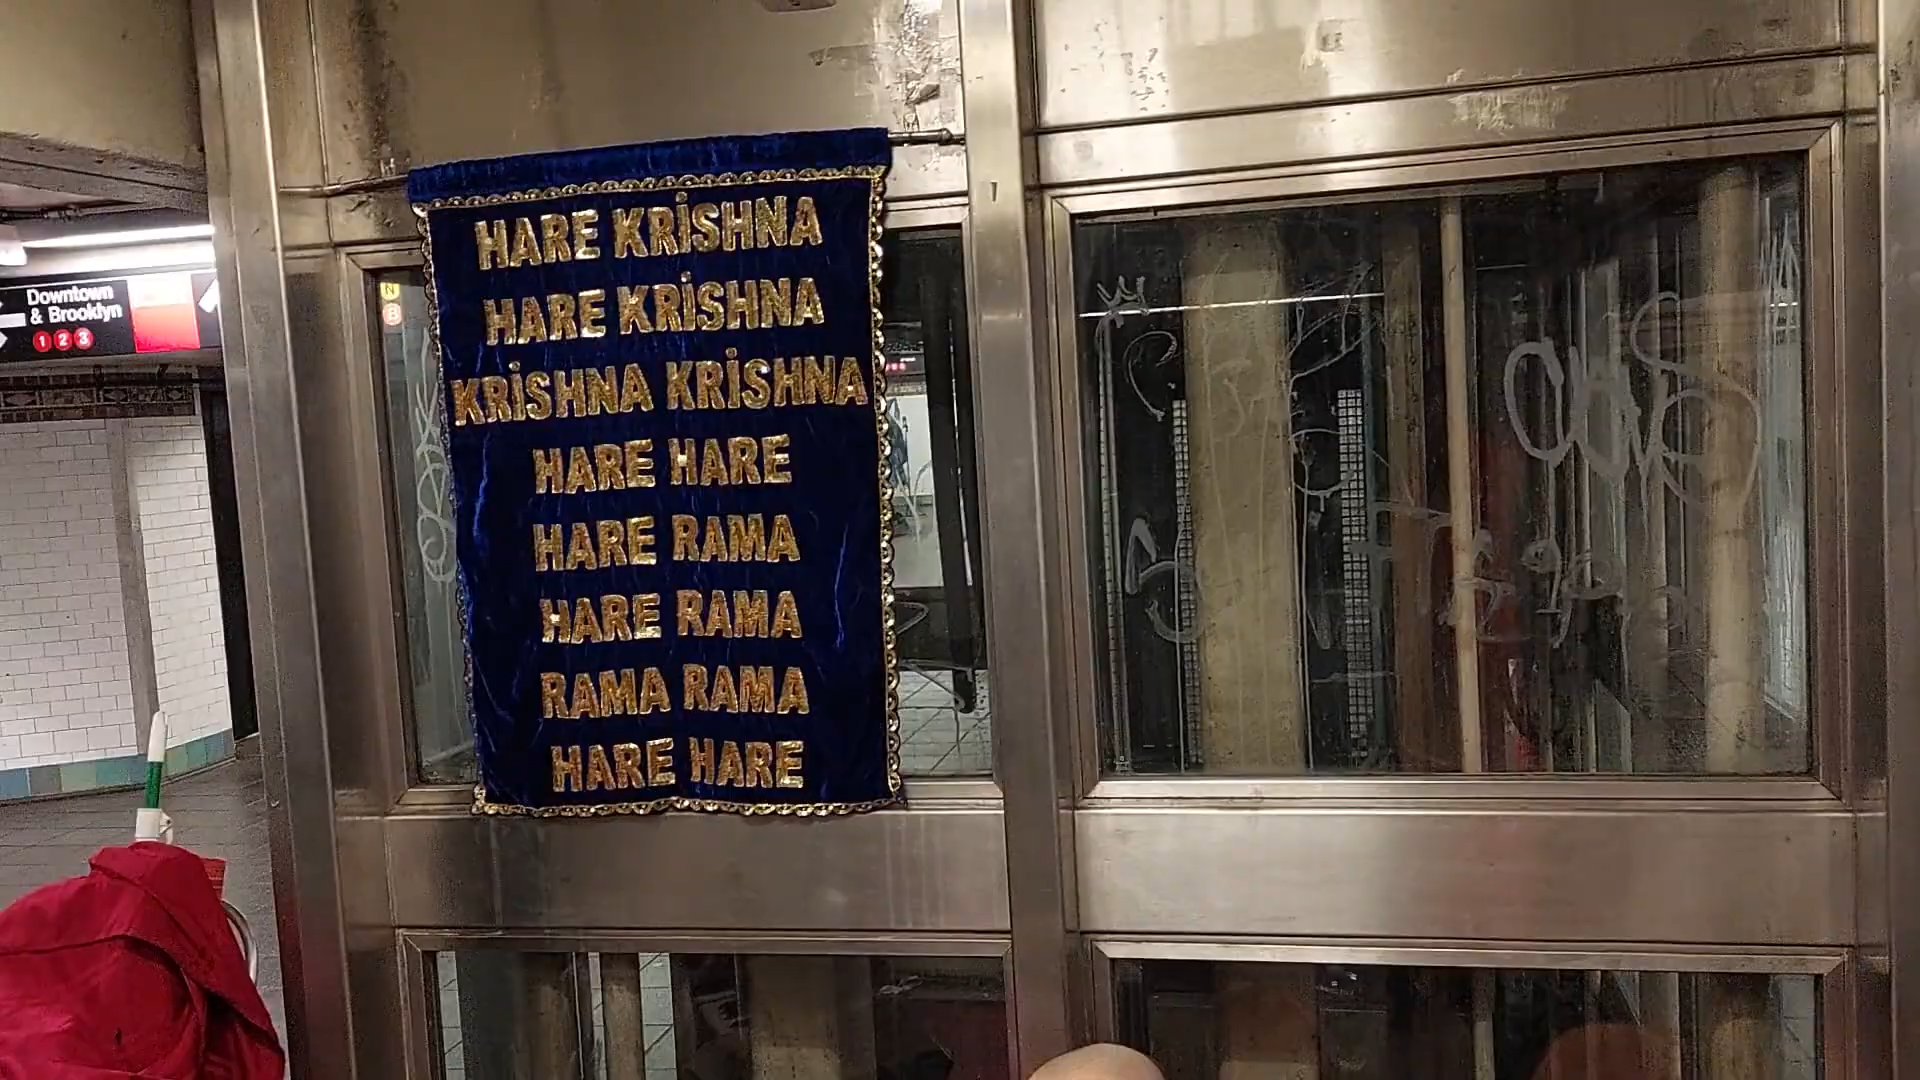 HARE KRiSHNA
HARE KRiSHNA
KRiSHNA KRiSHNA
HARE HARE
HARE RAMA
HARE RAMA
RAMA RAMA
HARE HARE
Downtown
& Brooklyn
1 2 3
N
B